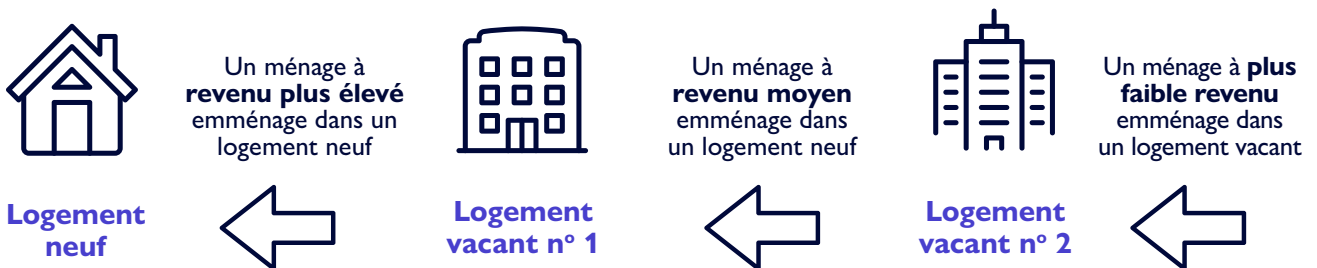 Un ménage à
revenu plus élevé
emménage dans un
logement neuf
Un ménage à
revenu moyen
emménage dans
un logement neuf
Un ménage à plus
faible revenu
emménage dans
un logement vacant
Logement
neuf
Logement
vacant nº 1
Logement
vacant nº 2